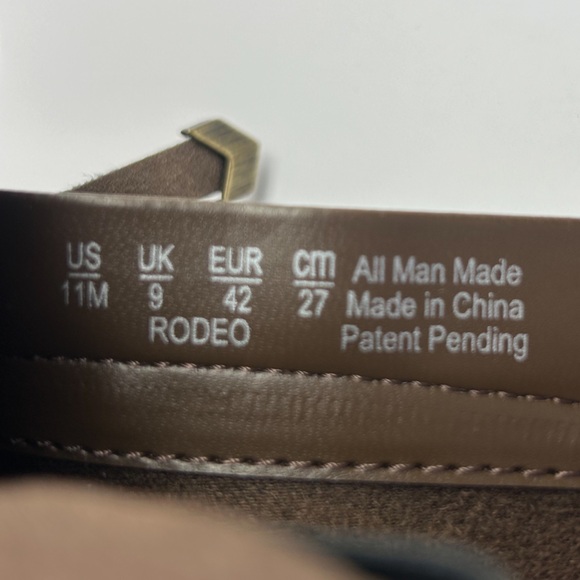 US UK EUR cm All Man Made
11M 9 42 27 Made in China
RODEO Patent Pending